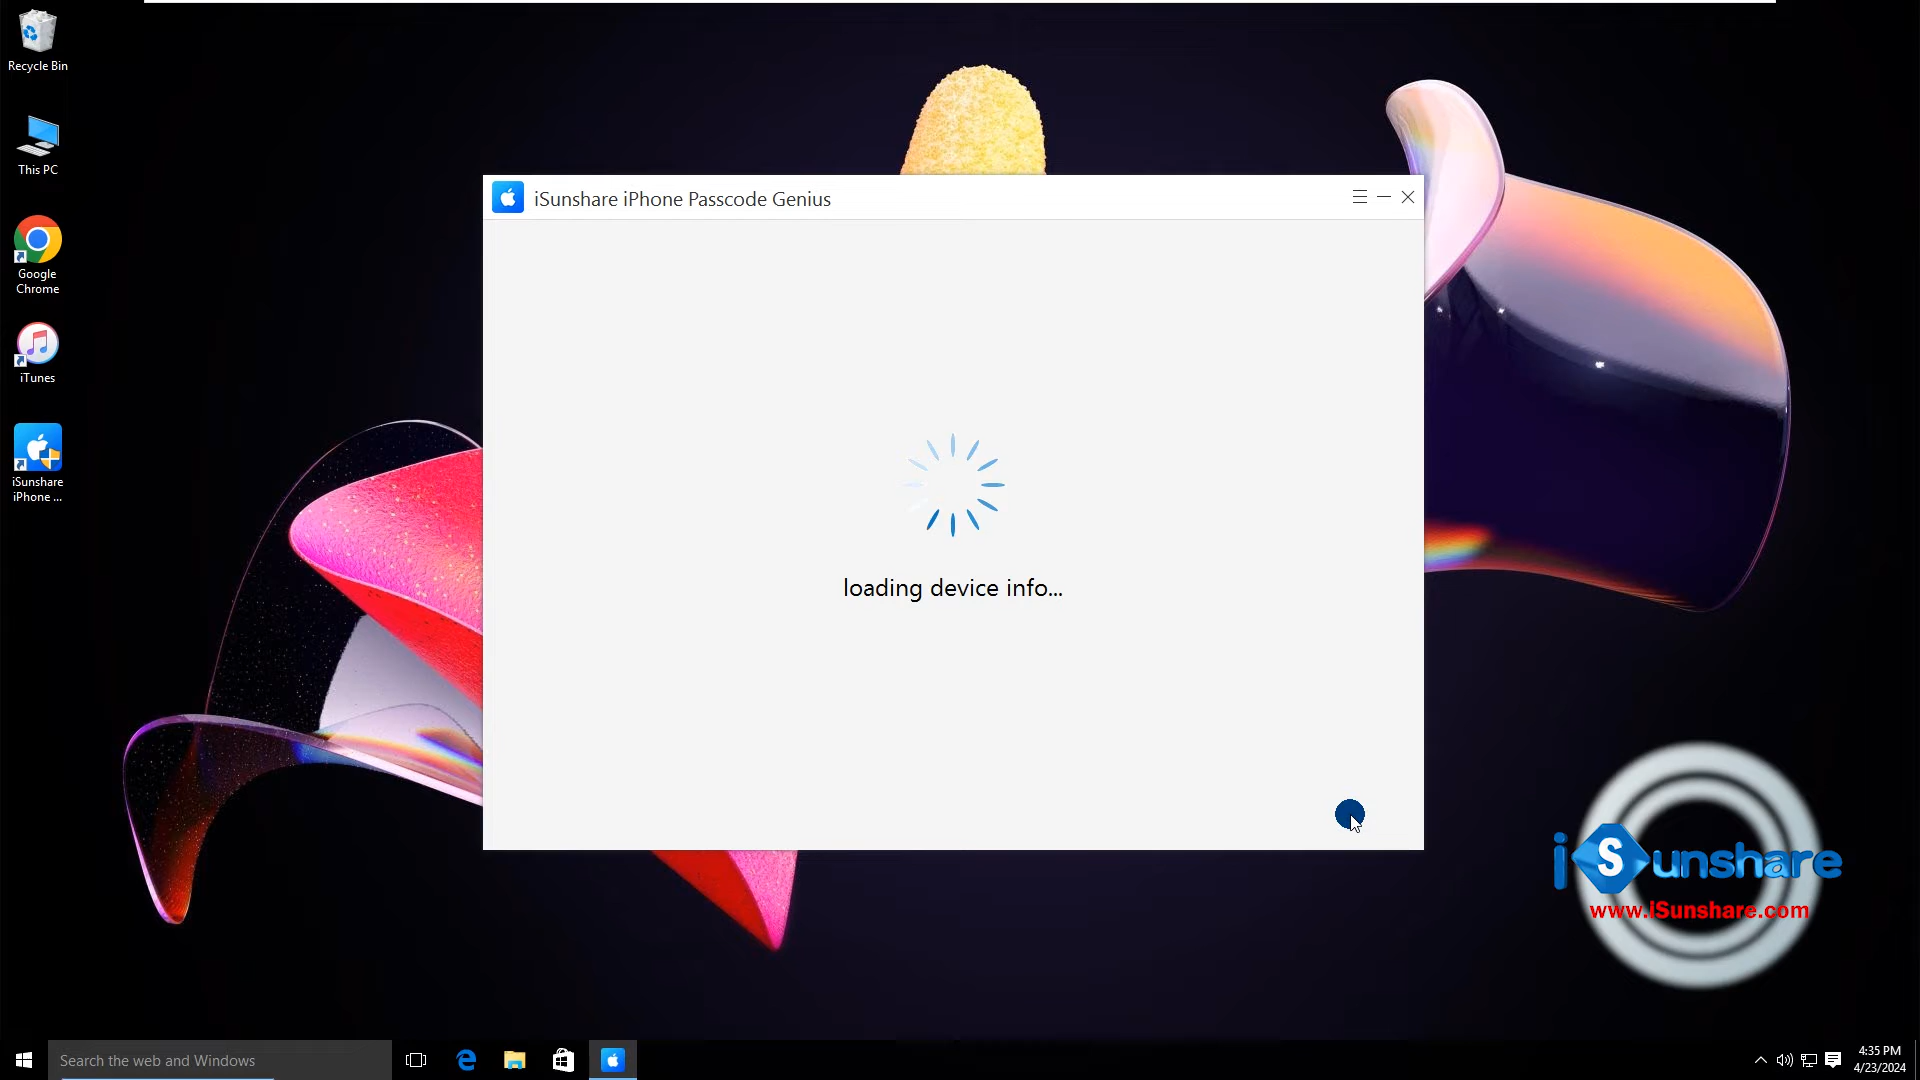 Recycle Bin
This PC
Google
Chrome
iTunes
iSunshare
iPhone ...
iSunshare iPhone Passcode Genius
loading device info...
iSunshare
www.iSunshare.com
Search the web and Windows
4:35 PM
4/23/2024